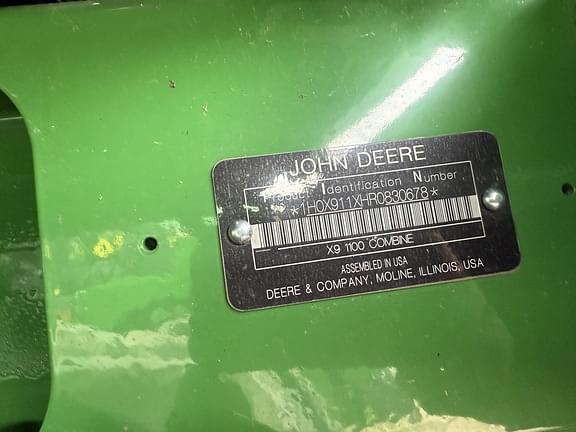 JOHN DEERE
Product Identification Number
*1H0X911XHR0830678*
X9 1100 COMBINE
ASSEMBLED IN USA
DEERE & COMPANY, MOLINE, ILLINOIS, USA